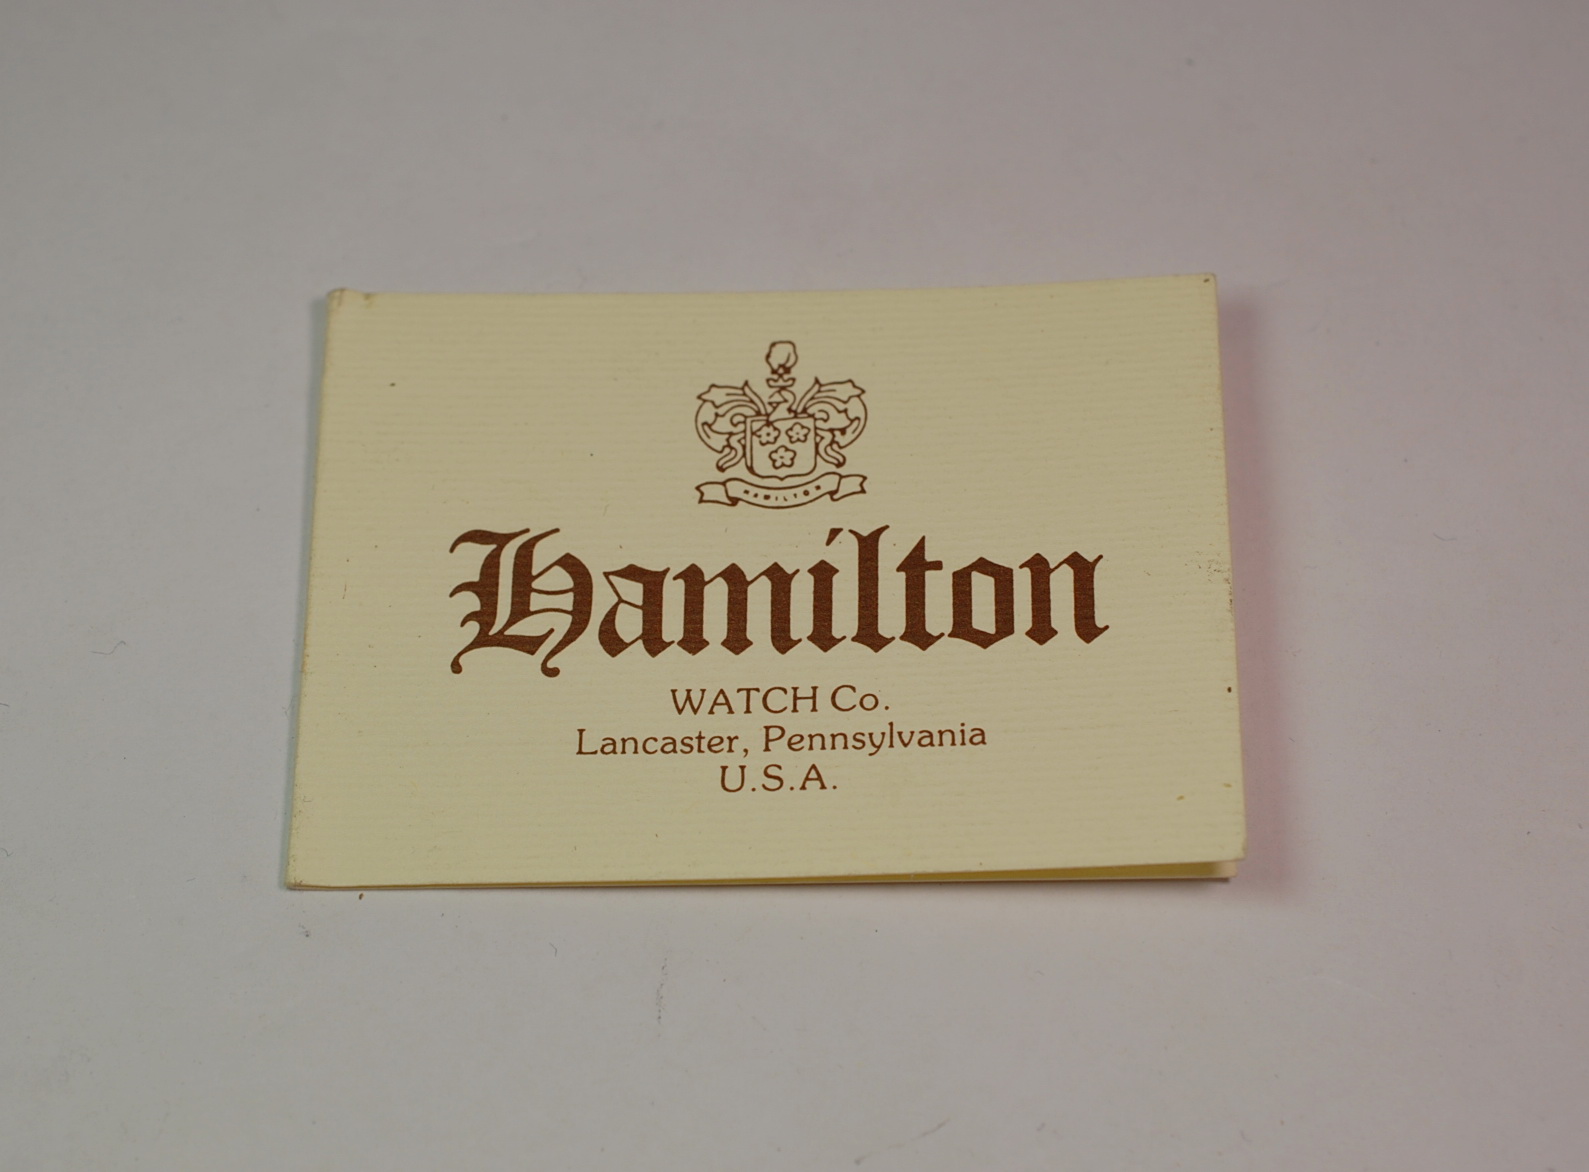 HAMILTON
Hamilton
WATCH Co.
Lancaster, Pennsylvania
U.S.A.